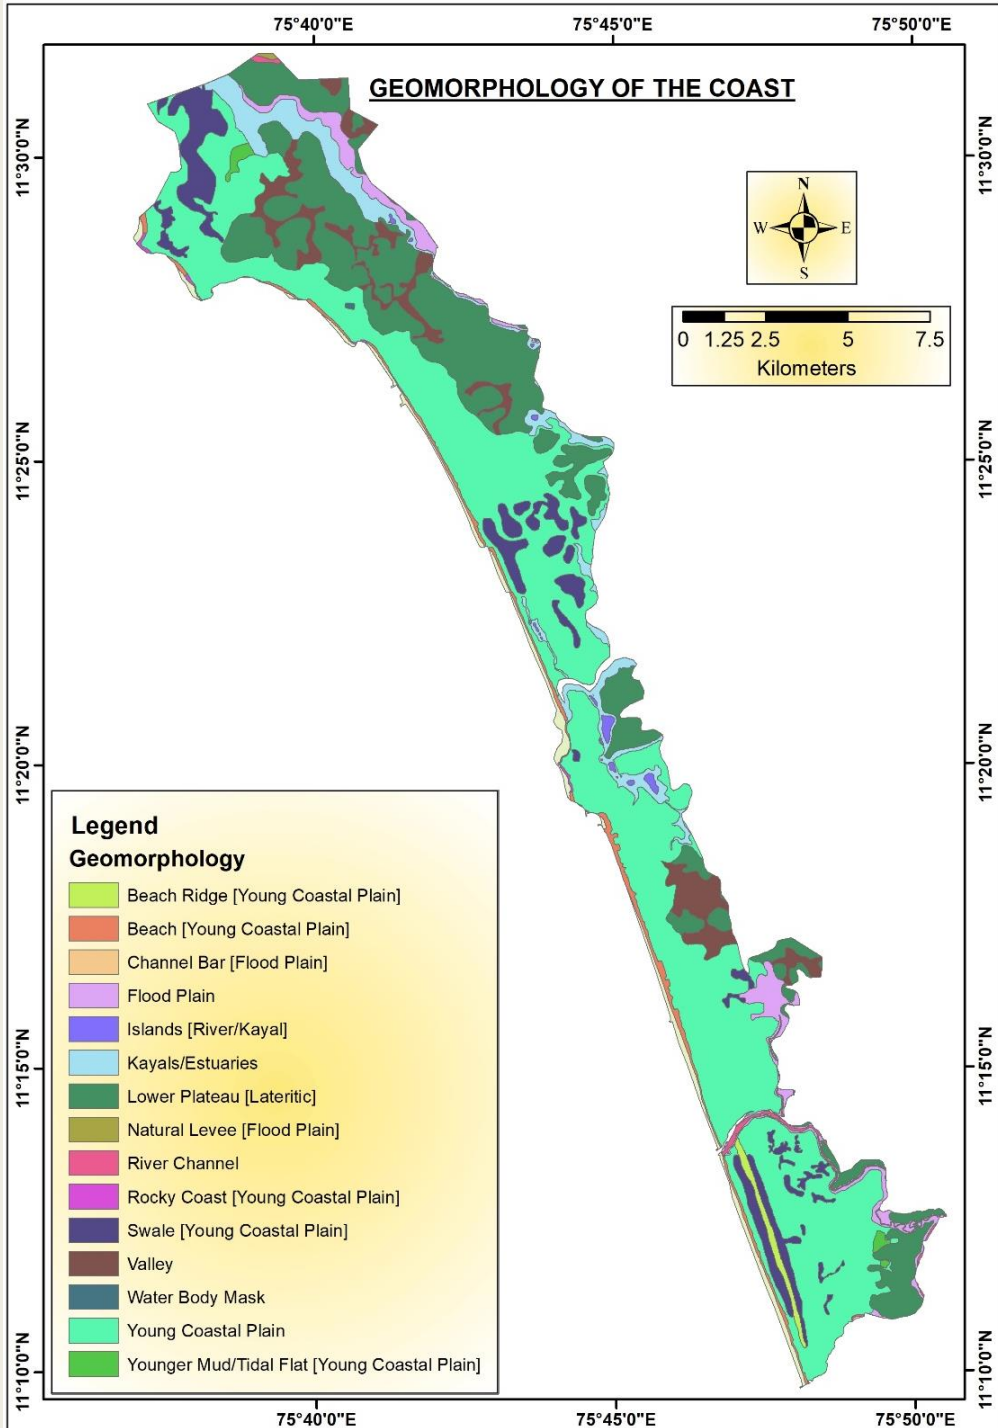 75°40'0"E 75°45'0"E 75°50'0"E
GEOMORPHOLOGY OF THE COAST
11°30'0"N 11°30'0"N
N
W E
S
0 1.25 2.5 5 7.5
Kilometers
11°25'0"N 11°25'0"N
11°20'0"N 11°20'0"N
Legend
Geomorphology
Beach Ridge [Young Coastal Plain]
Beach [Young Coastal Plain]
Channel Bar [Flood Plain]
Flood Plain
Islands [River/Kayal]
Kayals/Estuaries
Lower Plateau [Lateritic]
Natural Levee [Flood Plain]
River Channel
Rocky Coast [Young Coastal Plain]
Swale [Young Coastal Plain]
Valley
Water Body Mask
Young Coastal Plain
Younger Mud/Tidal Flat [Young Coastal Plain]
11°15'0"N 11°15'0"N
11°10'0"N 11°10'0"N
75°40'0"E 75°45'0"E 75°50'0"E